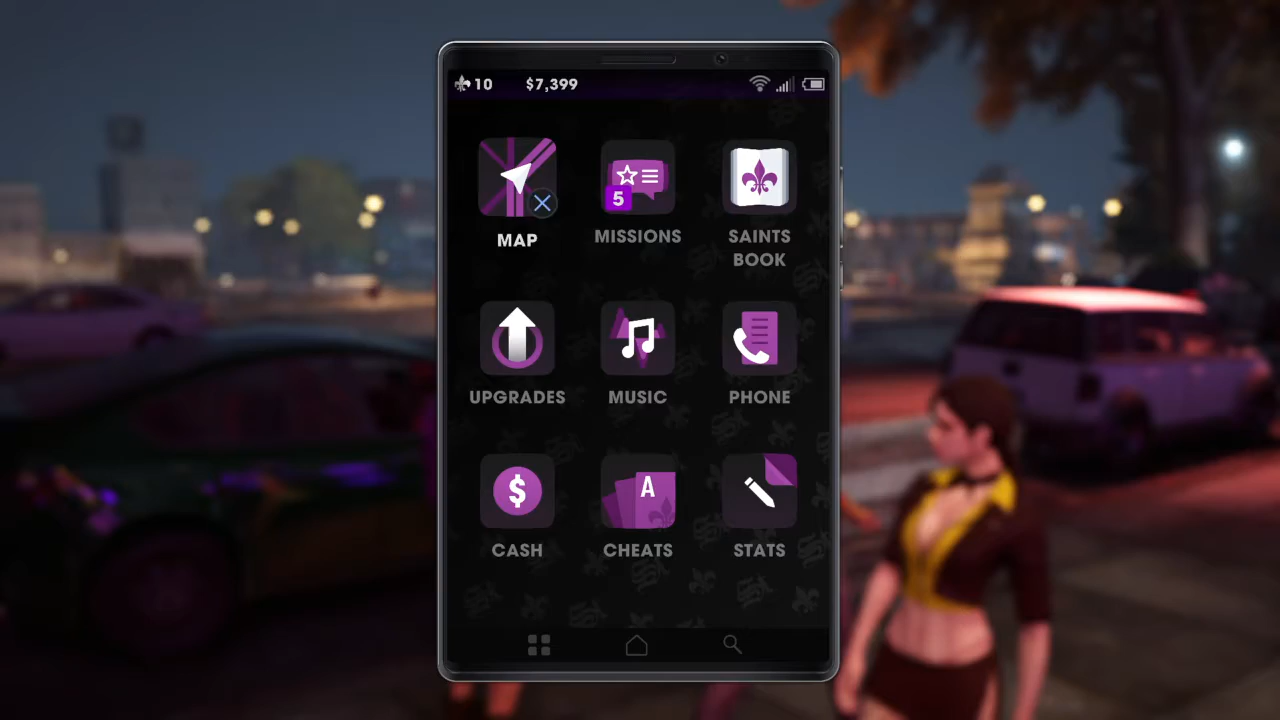 10 $7,399
5
MAP
MISSIONS
SAINTS
BOOK
UPGRADES
MUSIC
PHONE
A
$
CASH
CHEATS
STATS